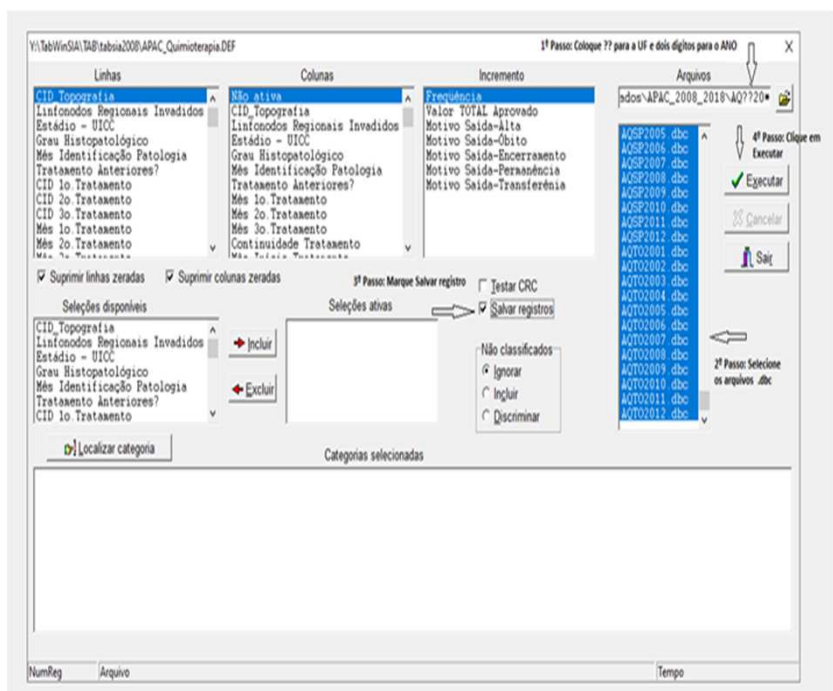 Y:\TabWinSIA\TAB\tabsia2008\APAC_Quimioterapia.DEF
1º Passo: Coloque ?? para a UF e dois dígitos para o ANO
X
Linhas
CID_Topografia
Linfonodos Regionais Invadidos
Estádio - UICC
Grau Histopatológico
Mês Identificação Patologia
Tratamento Anteriores?
CID 1o.Tratamento
CID 2o.Tratamento
CID 3o.Tratamento
Mês 1o.Tratamento
Mês 2o.Tratamento
Colunas
Não ativa
CID_Topografia
Linfonodos Regionais Invadidos
Estádio - UICC
Grau Histopatológico
Mês Identificação Patologia
Tratamento Anteriores?
Mês 1o.Tratamento
Mês 2o.Tratamento
Mês 3o.Tratamento
Continuidade Tratamento
Incremento
Freqüência
Valor TOTAL Aprovado
Motivo Saída-Alta
Motivo Saída-Óbito
Motivo Saída-Encerramento
Motivo Saída-Permanência
Motivo Saída-Transferênia
Arquivos
ados\APAC_2008_2018\AQ??20
AQSP2005.dbc
AQSP2006.dbc
AQSP2007.dbc
AQSP2008.dbc
AQSP2009.dbc
AQSP2010.dbc
AQSP2011.dbc
AQSP2012.dbc
AQTO2001.dbc
AQTO2002.dbc
AQTO2003.dbc
AQTO2004.dbc
AQTO2005.dbc
AQTO2006.dbc
AQTO2007.dbc
AQTO2008.dbc
AQTO2009.dbc
AQTO2010.dbc
AQTO2011.dbc
AQTO2012.dbc
4º Passo: Clique em
Executar
Executar
Cancelar
Sair
2º Passo: Selecione
os arquivos .dbc
Suprimir linhas zeradas
Suprimir colunas zeradas
3º Passo: Marque Salvar registro
Testar CRC
Salvar registros
Seleções disponíveis
CID_Topografia
Linfonodos Regionais Invadidos
Estádio - UICC
Grau Histopatológico
Mês Identificação Patologia
Tratamento Anteriores?
CID 1o.Tratamento
Incluir
Excluir
Seleções ativas
Não classificados
Ignorar
Incluir
Discriminar
Localizar categoria
Categorias selecionadas
NumReg
Arquivo
Tempo